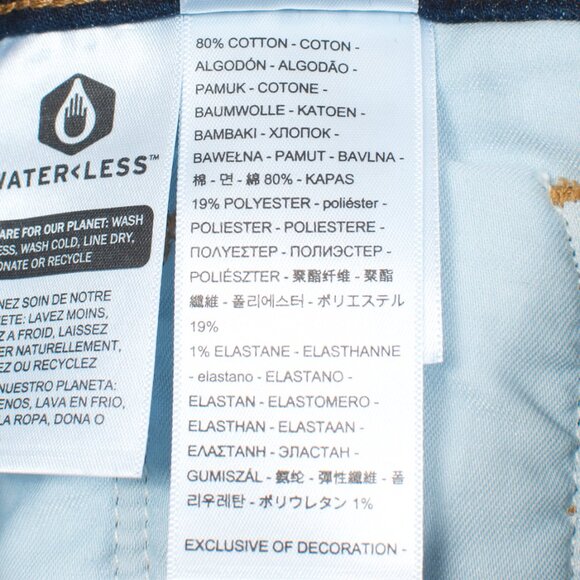 WATER<LESS™
CARE FOR OUR PLANET: WASH
LESS, WASH COLD, LINE DRY,
DONATE OR RECYCLE
NEZ SOIN DE NOTRE
ETE: LAVEZ MOINS,
Z A FROID, LAISSEZ
ER NATURELLEMENT,
EZ OU RECYCLEZ
NUESTRO PLANETA:
ENOS, LAVA EN FRIO,
LA ROPA, DONA O
80% COTTON - COTON -
ALGODÓN - ALGODÃO -
PAMUK - COTONE -
BAUMWOLLE - KATOEN -
BAMBAKI - ХЛОПОК -
BAWEŁNA - PAMUT - BAVLNA -
棉 - 면 - 綿 80% - KAPAS
19% POLYESTER - poliéster -
POLIESTER - POLIESTERE -
ΠΟΛΥΕΣΤΕΡ - ПОЛИЭСТЕР -
POLIÉSZTER - 聚酯纤维 - 聚酯
纖維 - 폴리에스터 - ポリエステル
19%
1% ELASTANE - ELASTHANNE
- elastano - ELASTANO -
ELASTAN - ELASTOMERO -
ELASTHAN - ELASTAAN -
ΕΛΑΣΤΑΝΗ - ЭЛАСТАН -
GUMISZÁL - 氨纶 - 彈性纖維 - 폴
리우레탄 - ポリウレタン 1%
EXCLUSIVE OF DECORATION -